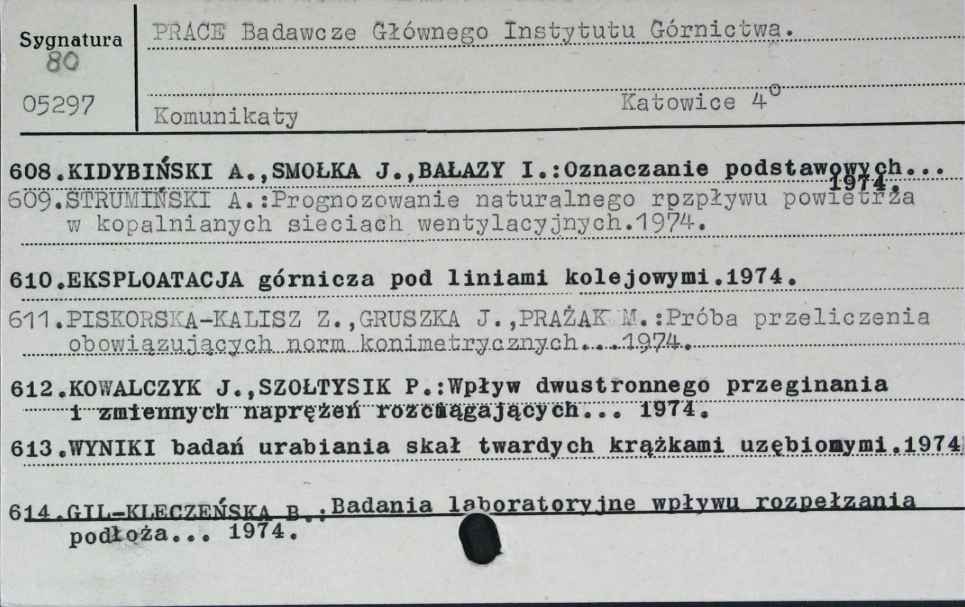 Sygnatura
80
05297
PRACE Badawcze Głównego Instytutu Górnictwa.
Komunikaty
Katowice 4°
608.KIDYBIŃSKI A.,SMOŁKA J.,BAŁAZY I.:Oznaczanie podstawowych...
1974.
609.STRUMIŃSKI A.:Prognozowanie naturalnego rozpływu powietrza
w kopalnianych sieciach wentylacyjnych.1974.
610.EKSPLOATACJA górnicza pod liniami kolejowymi.1974.
611.PISKORSKA-KALISZ Z.,GRUSZKA J.,PRAŻAK M.:Próba przeliczenia
obowiązujących norm konimetrycznych...1974.
612.KOWALCZYK J.,SZOŁTYSIK P.:Wpływ dwustronnego przeginania
i zmiennych naprężeń rozciągających... 1974.
613.WYNIKI badań urabiania skał twardych krążkami uzębionymi.1974
614.GIL-KLECZEŃSKA B.:Badania laboratoryjne wpływu rozpełzania
podłoża... 1974.